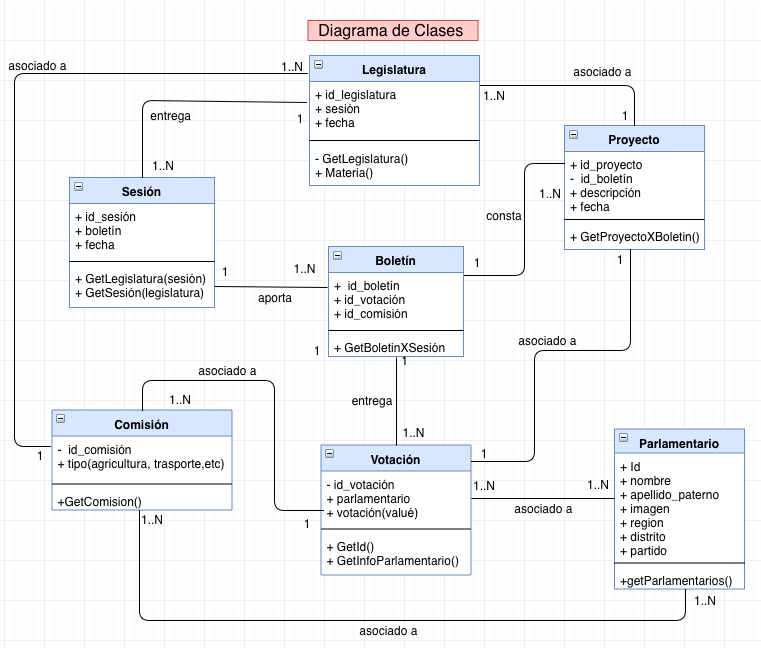 Diagrama de Clases
asociado a
1..N
Legislatura
+ id_legislatura
+ sesión
+ fecha
- GetLegislatura()
+ Materia()
1
entrega
1..N
asociado a
1..N
1
Proyecto
+ id_proyecto
- id_boletín
+ descripción
+ fecha
+ GetProyectoXBoletin()
1..N
1
Sesión
+ id_sesión
+ boletín
+ fecha
+ GetLegislatura(sesión)
+ GetSesión(legislatura)
1
1..N
aporta
consta
1
Boletín
+ id_boletín
+ id_votación
+ id_comisión
+ GetBoletinXSesión
1
1
entrega
1..N
asociado a
1
asociado a
1..N
1
Comisión
- id_comisión
+ tipo(agricultura, trasporte,etc)
+GetComision()
1..N
1
Votación
- id_votación
+ parlamentario
+ votación(valué)
+ GetId()
+ GetInfoParlamentario()
1..N
1..N
asociado a
Parlamentario
+ Id
+ nombre
+ apellido_paterno
+ imagen
+ region
+ distrito
+ partido
+getParlamentarios()
1..N
asociado a